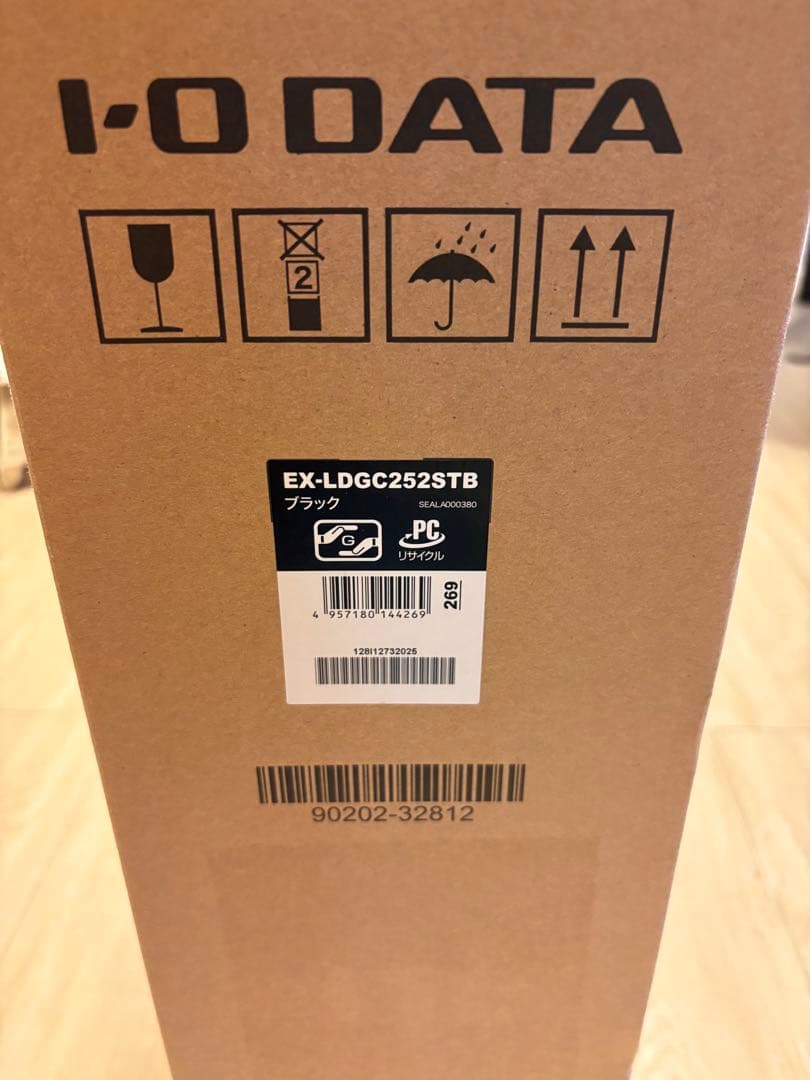 I-O DATA
2
EX-LDGC252STB
ブラック
SEALA000380
G
PC
リサイクル
4 957180 144269
269
128I12732025
90202-32812